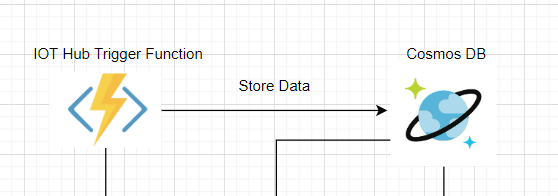 IOT Hub Trigger Function
Cosmos DB
Store Data